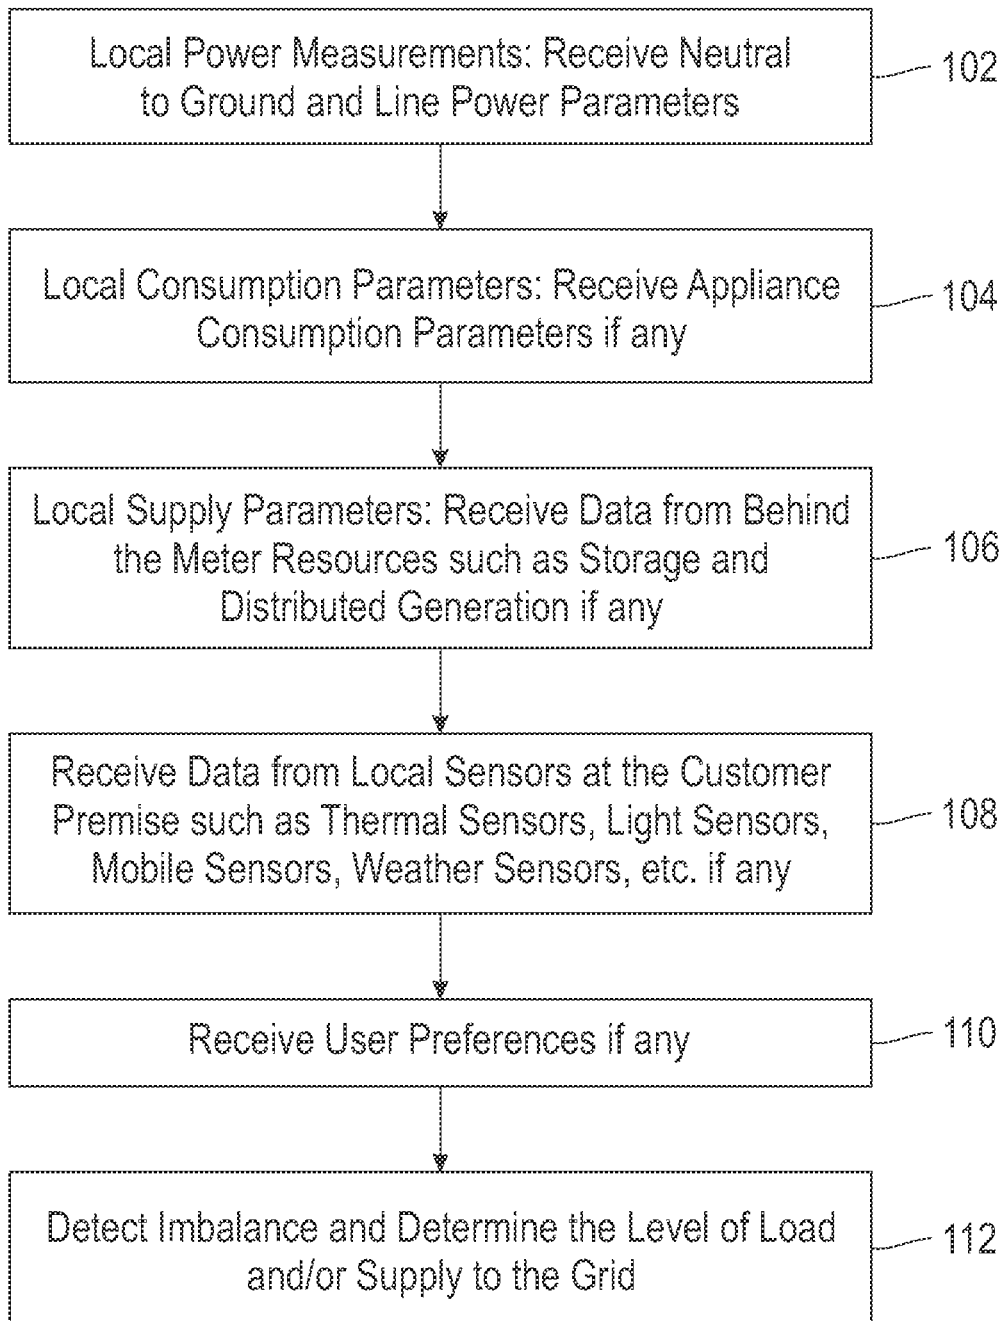 Local Power Measurements: Receive Neutral
to Ground and Line Power Parameters
102
Local Consumption Parameters: Receive Appliance
Consumption Parameters if any
104
Local Supply Parameters: Receive Data from Behind
the Meter Resources such as Storage and
Distributed Generation if any
106
Receive Data from Local Sensors at the Customer
Premise such as Thermal Sensors, Light Sensors,
Mobile Sensors, Weather Sensors, etc. if any
108
Receive User Preferences if any
110
Detect Imbalance and Determine the Level of Load
and/or Supply to the Grid
112